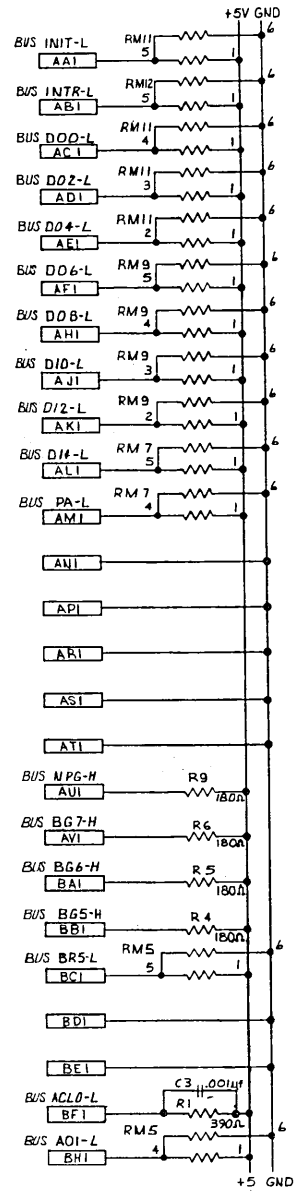 +5V GND
BUS INIT-L RM11 6
AA1 5 1
BUS INTR-L RM12 6
AB1 5 1
BUS D00-L RM11 6
AC1 4 1
BUS D02-L RM11 6
AD1 3 1
BUS D04-L RM11 6
AE1 2 1
BUS D06-L RM9 6
AF1 5 1
BUS D08-L RM9 6
AH1 4 1
BUS D10-L RM9 6
AJ1 3 1
BUS D12-L RM9 6
AK1 2 1
BUS D14-L RM7 6
AL1 5 1
BUS PA-L RM7 6
AM1 4 1
AN1
AP1
AR1
AS1
AT1
BUS NPG-H R9
AU1 180Ω
BUS BG7-H R6
AV1 180Ω
BUS BG6-H R5
BA1 180Ω
BUS BG5-H R4
BB1 180Ω
BUS BR5-L RM5 6
BC1 5 1
BD1
BE1
BUS ACLO-L C3 .001μf
BF1 R1 390Ω
BUS A01-L RM5 6
BH1 4 1
+5 GND